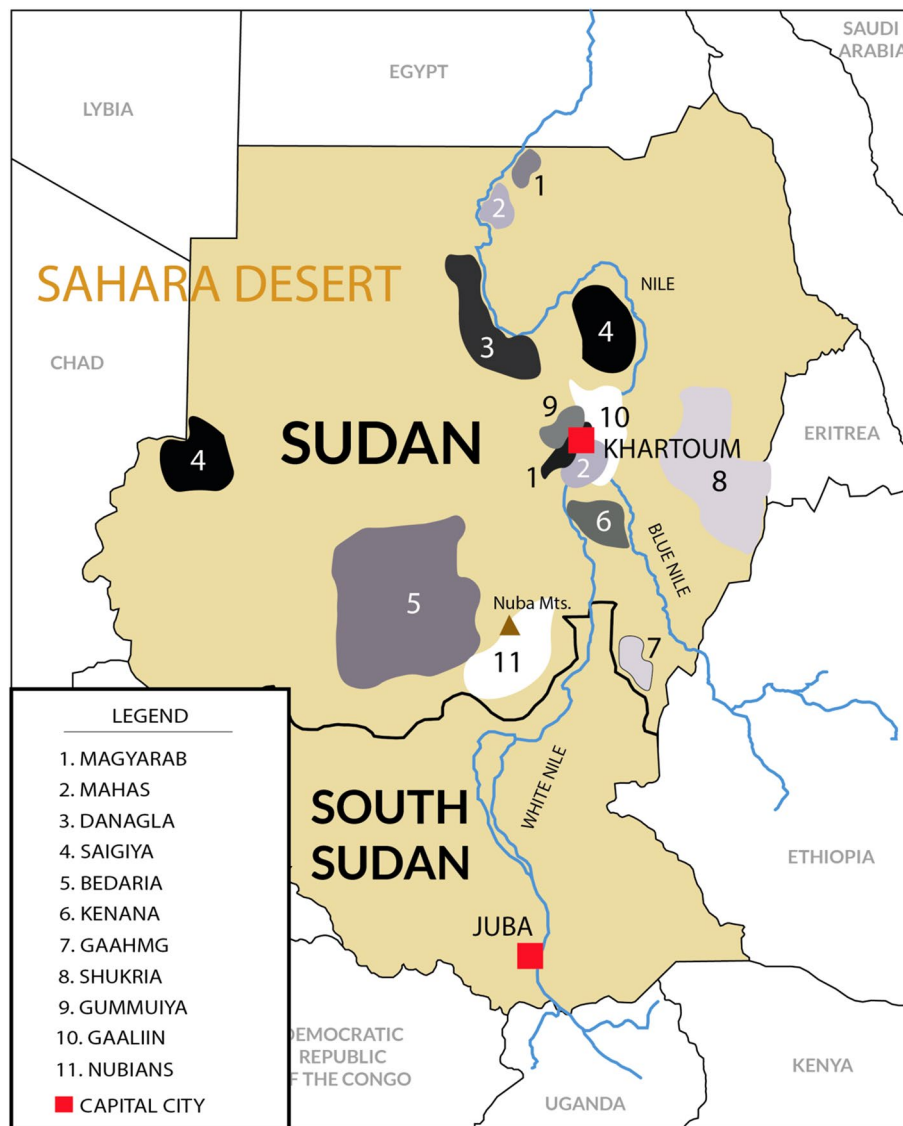 SAUDI
ARABIA
EGYPT
LYBIA
1
2
SAHARA DESERT
NILE
4
3
CHAD
9
10
SUDAN
KHARTOUM
ERITREA
4
1
2
8
6
BLUE NILE
5
Nuba Mts.
11
7
LEGEND
1. MAGYARAB
2. MAHAS
3. DANAGLA
4. SAIGIYA
5. BEDARIA
6. KENANA
7. GAAHMG
8. SHUKRIA
9. GUMMUIYA
10. GAALIIN
11. NUBIANS
CAPITAL CITY
WHITE NILE
SOUTH
SUDAN
ETHIOPIA
JUBA
DEMOCRATIC
REPUBLIC
OF THE CONGO
UGANDA
KENYA